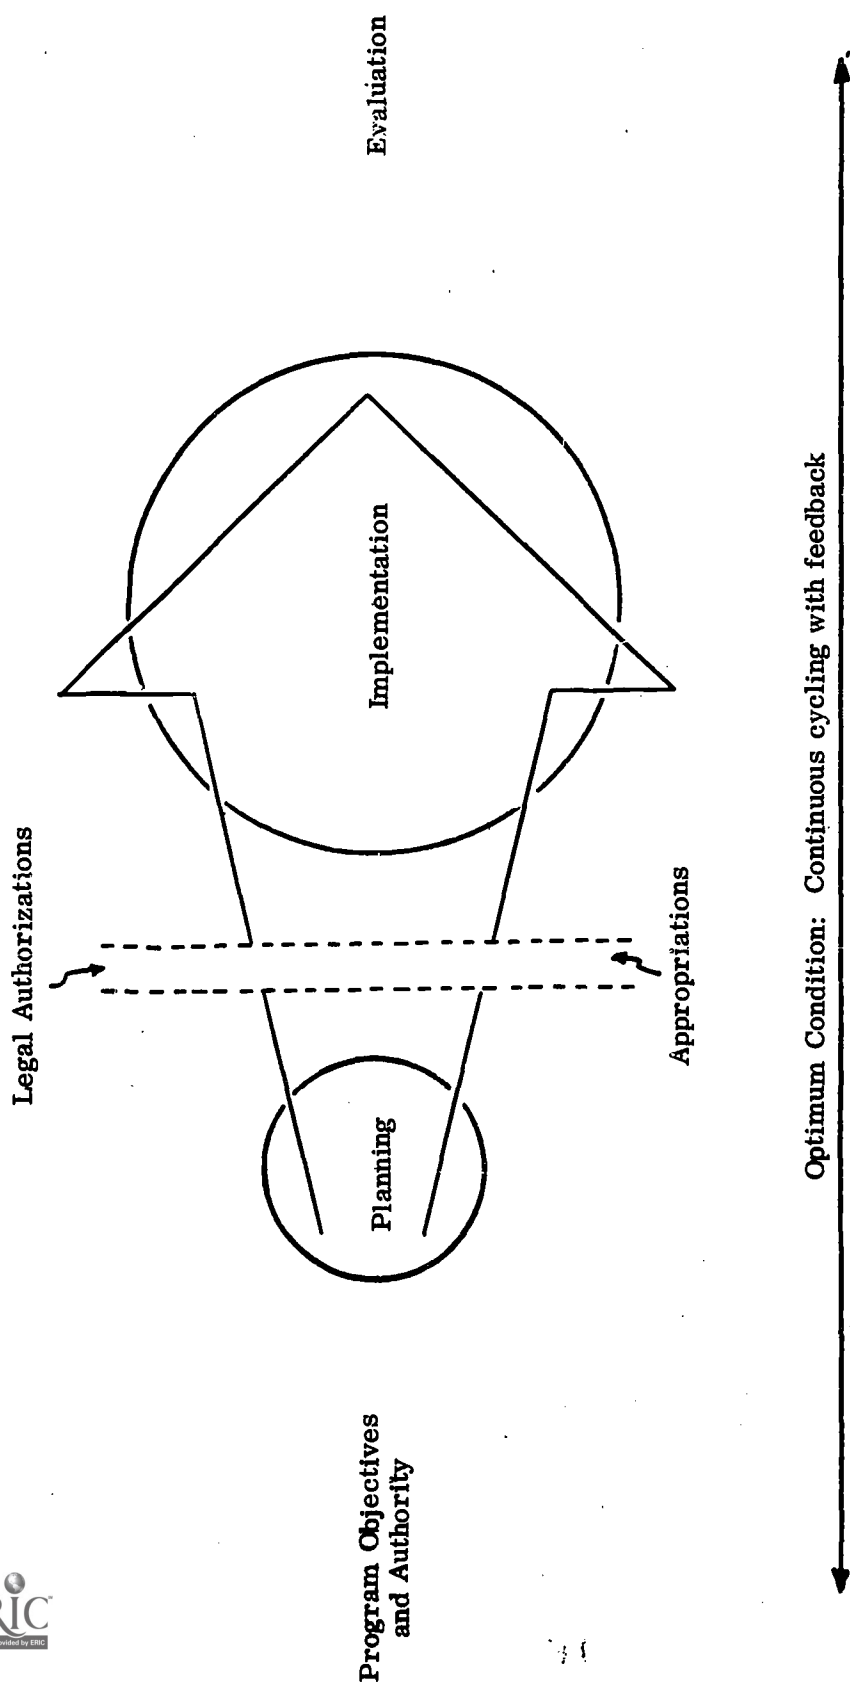 Legal Authorizations
Program Objectives
and Authority
Planning
Implementation
Evaluation
Appropriations
Optimum Condition: Continuous cycling with feedback
ERIC